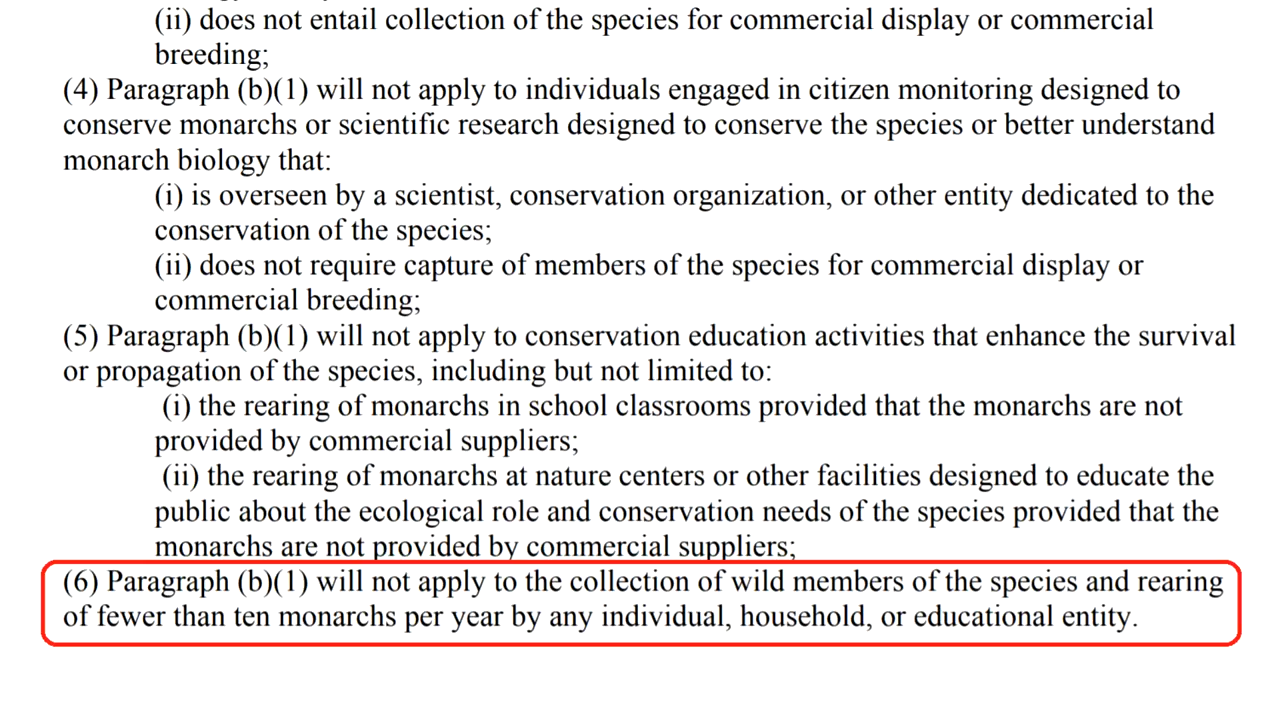 (ii) does not entail collection of the species for commercial display or commercial
breeding;
(4) Paragraph (b)(1) will not apply to individuals engaged in citizen monitoring designed to
conserve monarchs or scientific research designed to conserve the species or better understand
monarch biology that:
(i) is overseen by a scientist, conservation organization, or other entity dedicated to the
conservation of the species;
(ii) does not require capture of members of the species for commercial display or
commercial breeding;
(5) Paragraph (b)(1) will not apply to conservation education activities that enhance the survival
or propagation of the species, including but not limited to:
(i) the rearing of monarchs in school classrooms provided that the monarchs are not
provided by commercial suppliers;
(ii) the rearing of monarchs at nature centers or other facilities designed to educate the
public about the ecological role and conservation needs of the species provided that the
monarchs are not provided by commercial suppliers;
(6) Paragraph (b)(1) will not apply to the collection of wild members of the species and rearing
of fewer than ten monarchs per year by any individual, household, or educational entity.